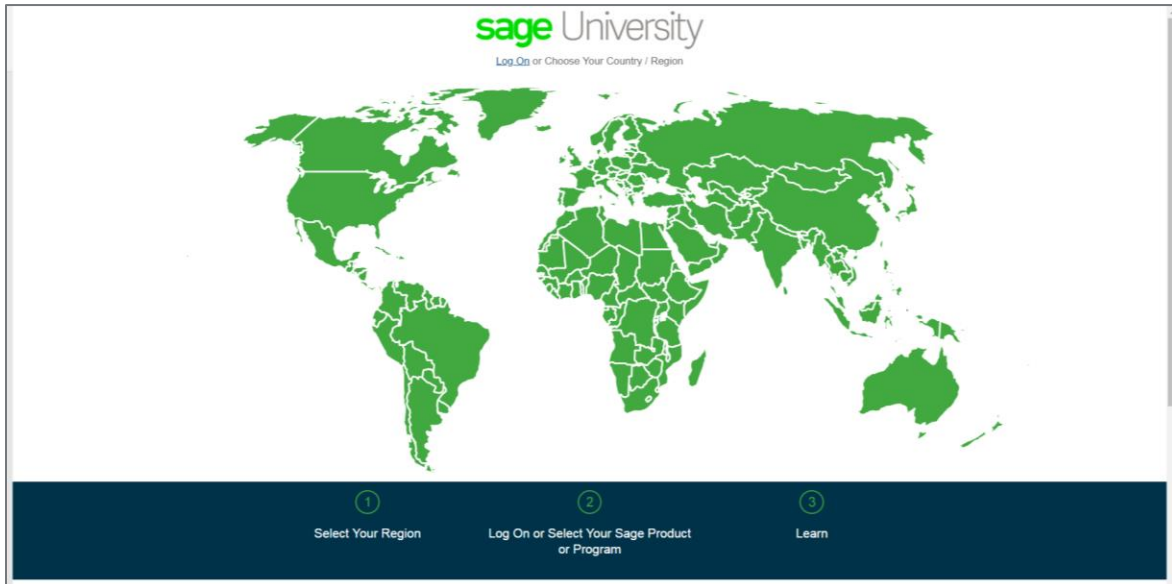 sage University
Log On or Choose Your Country / Region
1
2
3
Select Your Region
Log On or Select Your Sage Product
or Program
Learn